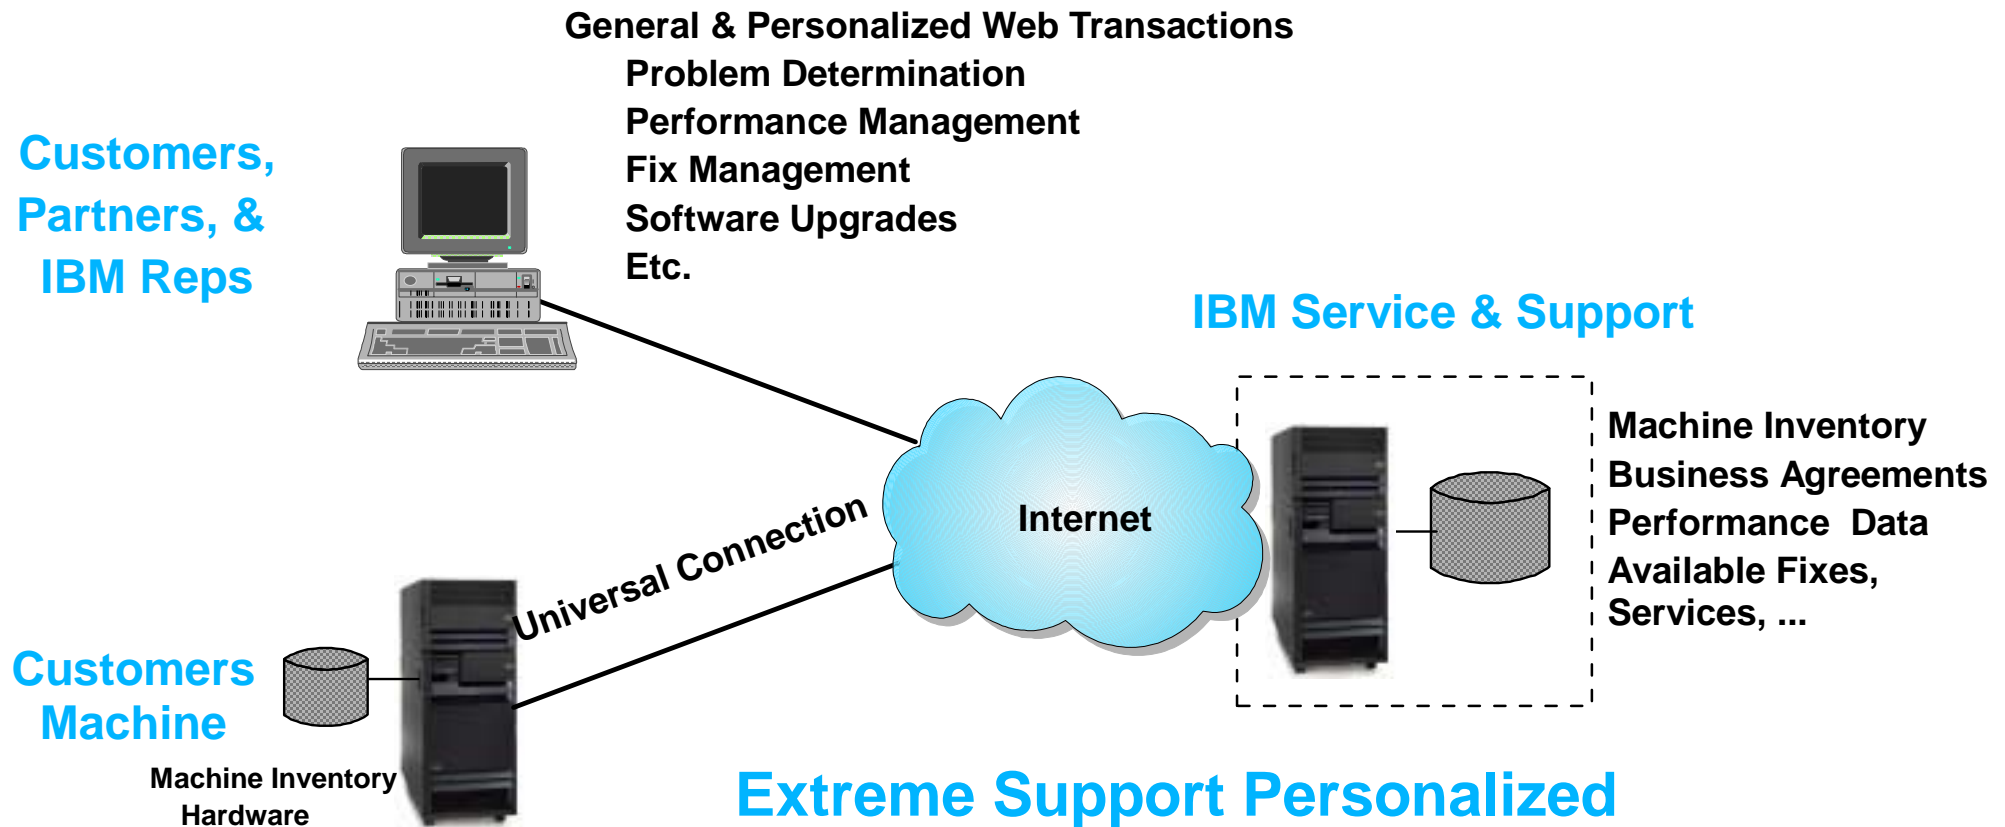 General & Personalized Web Transactions
Problem Determination
Performance Management
Fix Management
Software Upgrades
Etc.
Customers,
Partners, &
IBM Reps
IBM Service & Support
Machine Inventory
Business Agreements
Performance Data
Available Fixes,
Services, ...
Internet
Universal Connection
Customers
Machine
Machine Inventory
Hardware
Extreme Support Personalized